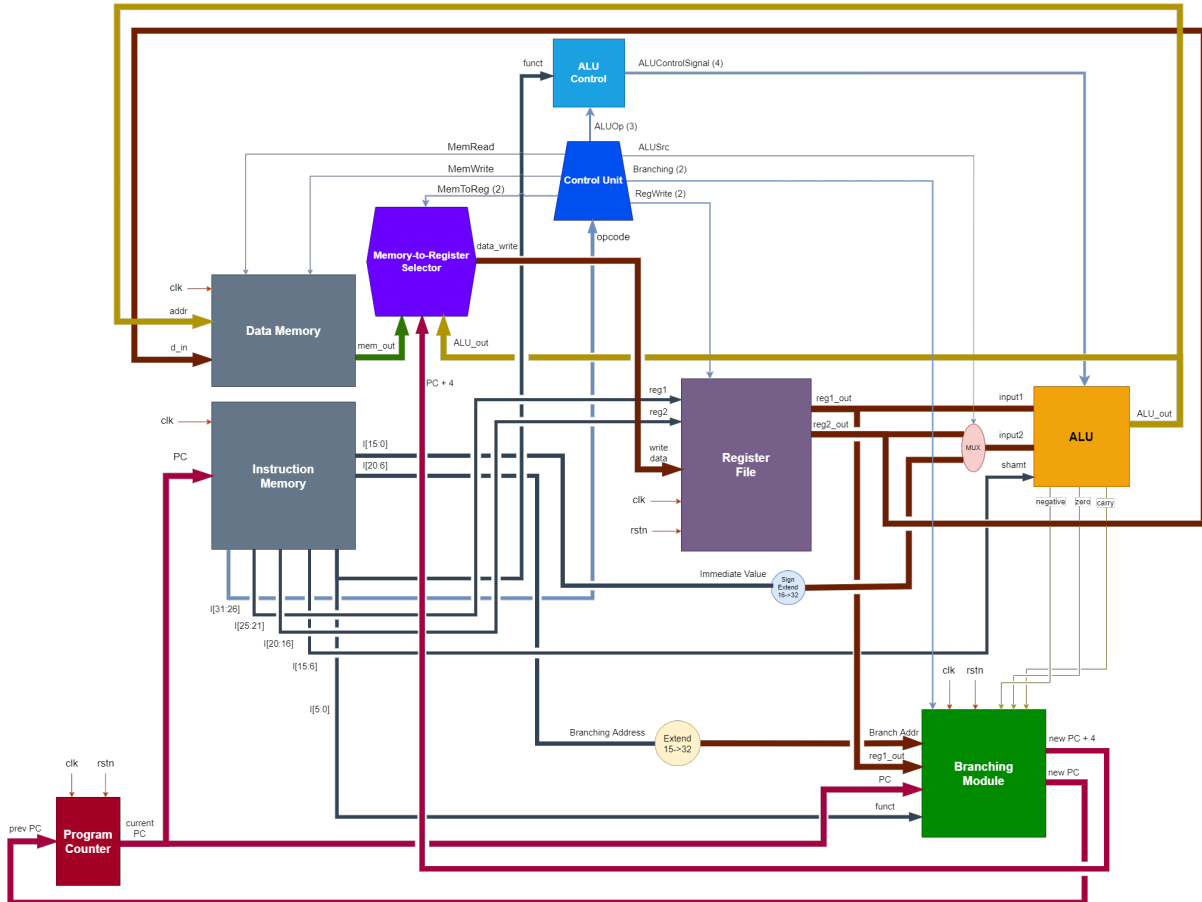 funct
ALU
Control
ALUControlSignal (4)
ALUOp (3)
MemRead
ALUSrc
MemWrite
Control Unit
Branching (2)
MemToReg (2)
RegWrite (2)
opcode
data_write
Memory-to-Register
Selector
clk
addr
Data Memory
d_in
mem_out
ALU_out
PC + 4
reg1
reg2
write
data
clk
rstn
Register
File
reg1_out
reg2_out
input1
input2
shamt
MUX
ALU
ALU_out
negative
zero
carry
clk
PC
Instruction
Memory
I[15:0]
I[20:6]
Immediate Value
Sign
Extend
16->32
I[31:26]
I[25:21]
I[20:16]
I[15:6]
I[5:0]
clk
rstn
Branching Address
Extend
15->32
Branch Addr
reg1_out
PC
funct
Branching
Module
new PC + 4
new PC
clk
rstn
prev PC
Program
Counter
current
PC